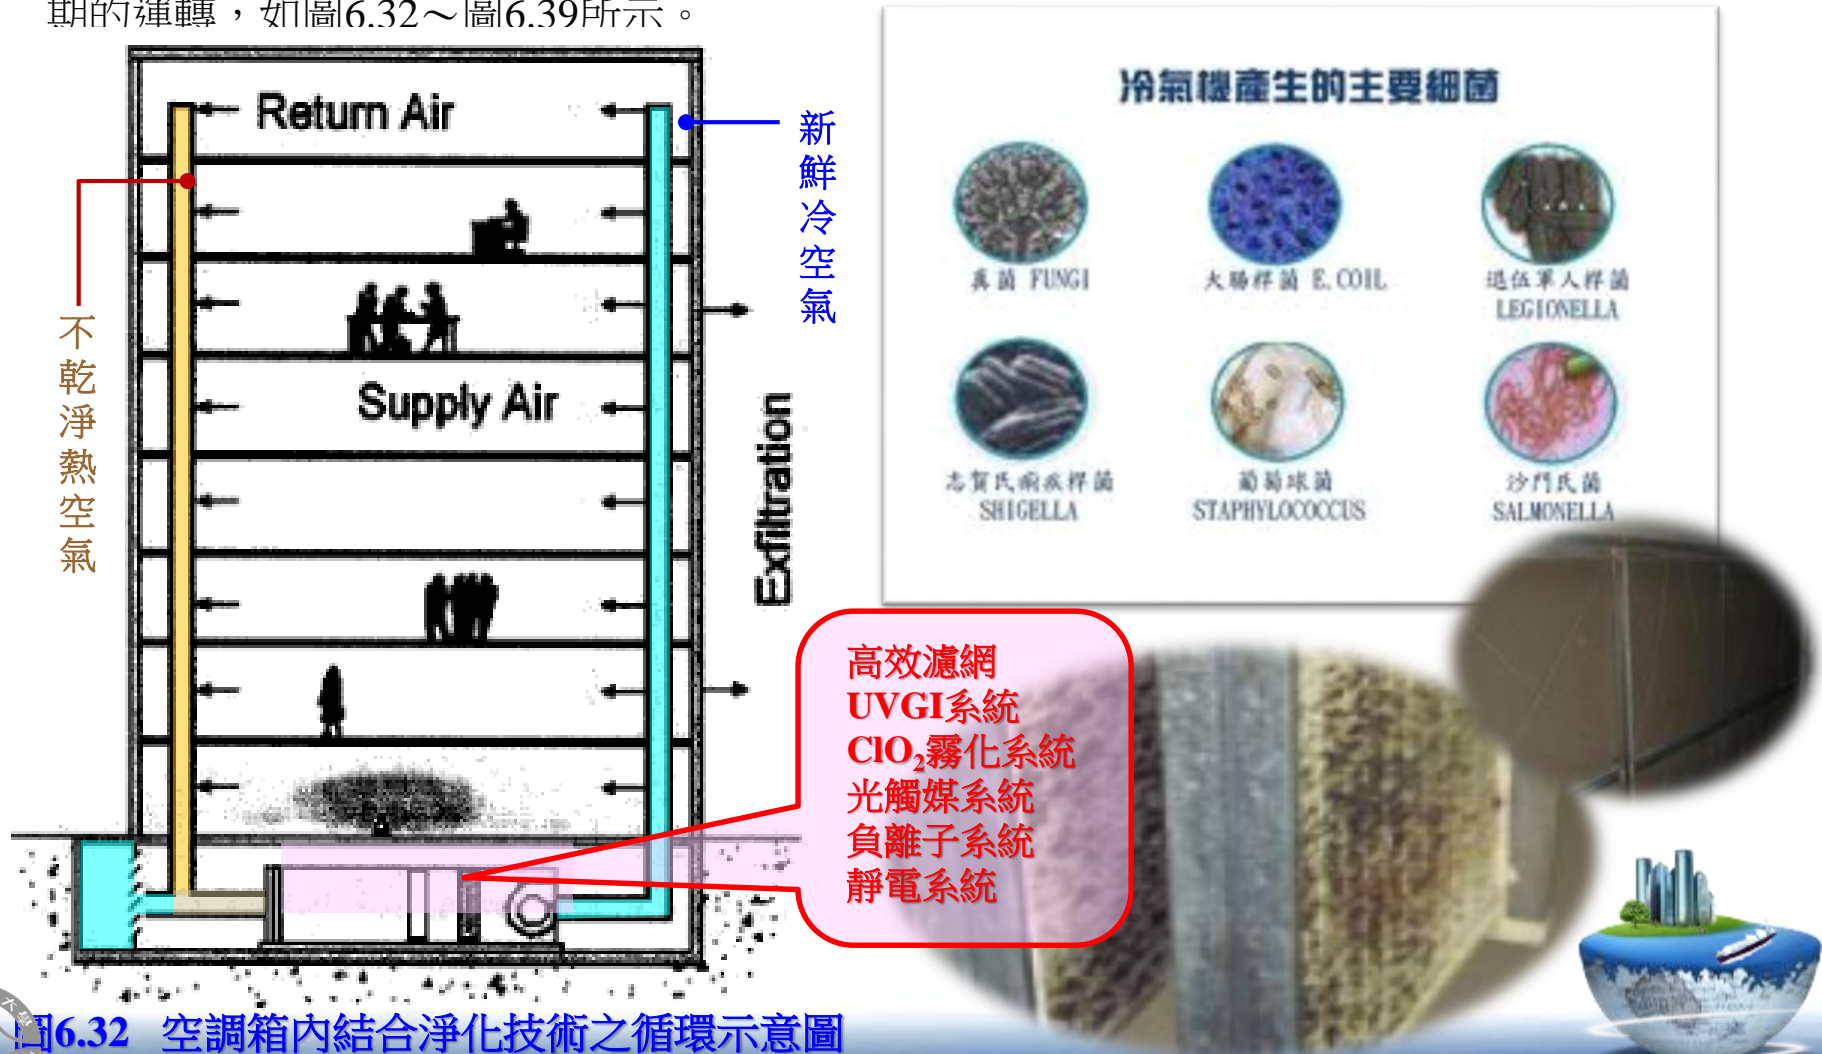 期的運轉，如圖6.32～圖6.39所示。
Return Air
新鮮冷空氣
不乾淨熱空氣
Supply Air
Exfiltration
冷氣機產生的主要細菌
真菌 FUNGI
大腸桿菌 E.COIL
退伍軍人桿菌
LEGIONELLA
志賀氏痢疾桿菌
SHIGELLA
葡萄球菌
STAPHYLOCOCCUS
沙門氏菌
SALMONELLA
高效濾網
UVGI系統
ClO₂霧化系統
光觸媒系統
負離子系統
靜電系統
圖6.32 空調箱內結合淨化技術之循環示意圖